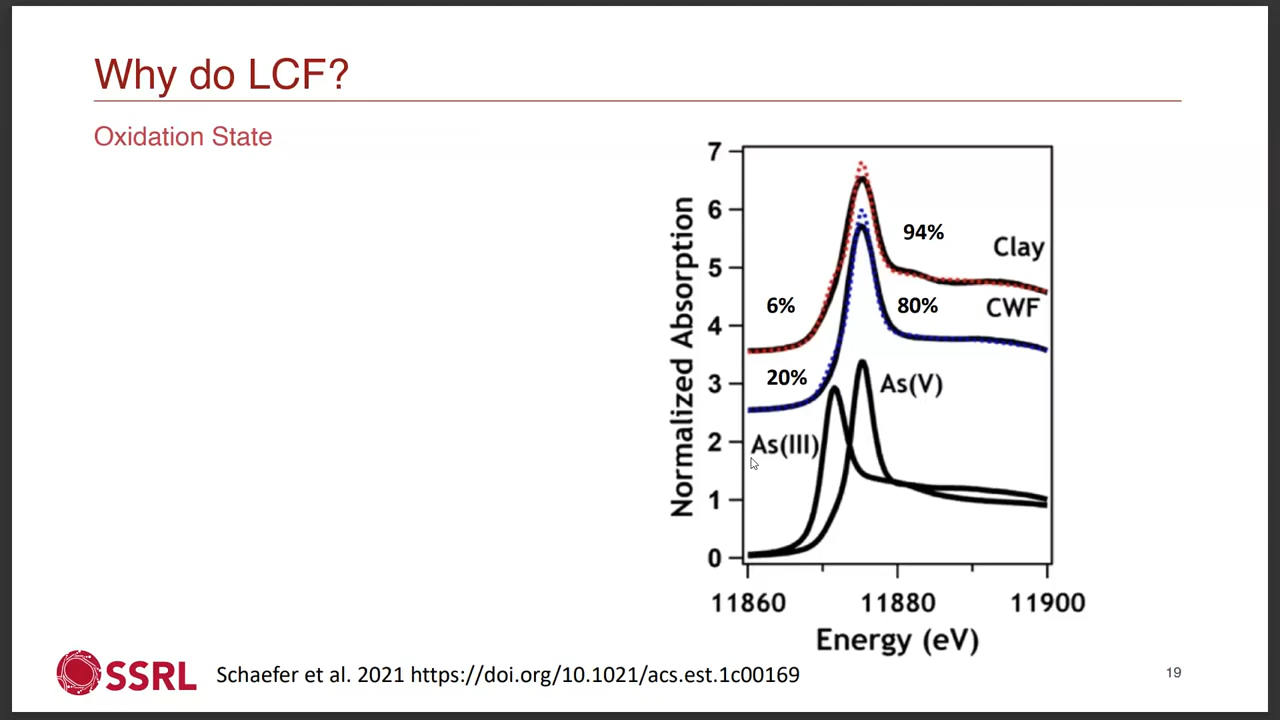 Why do LCF?
Oxidation State
Normalized Absorption
7
6
5
4
3
2
1
0
94%
Clay
6%
80%
CWF
20%
As(V)
As(III)
11860
11880
11900
Energy (eV)
SSRL
Schaefer et al. 2021 https://doi.org/10.1021/acs.est.1c00169
19